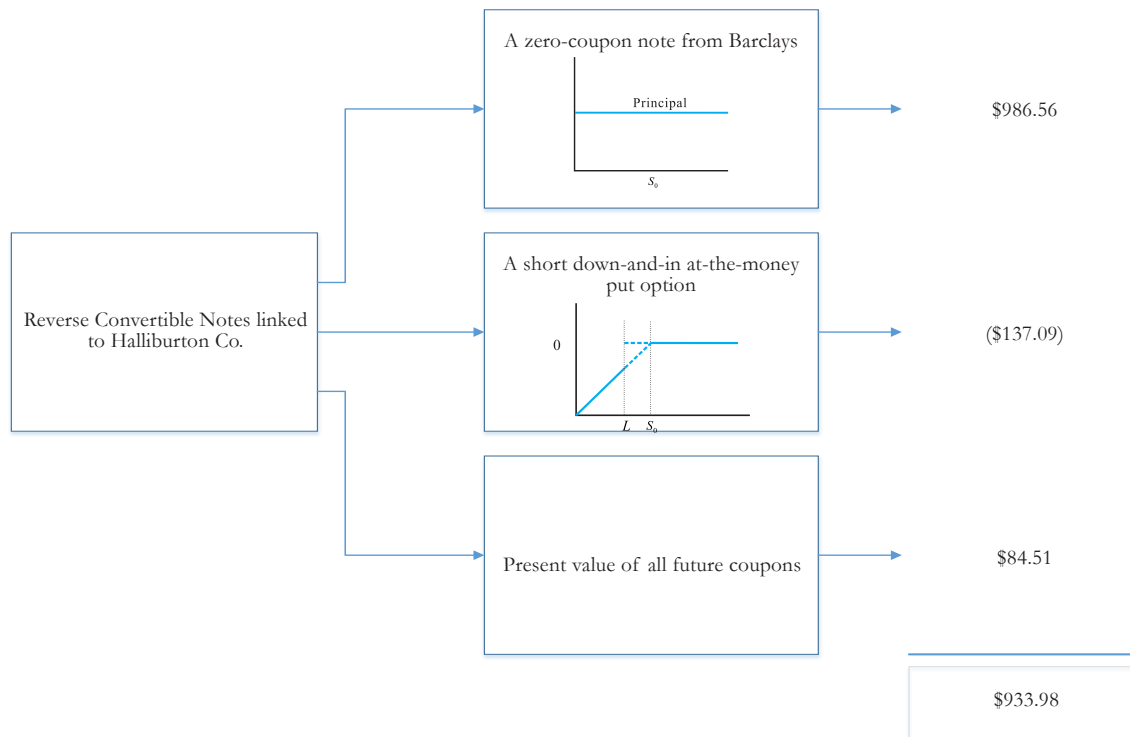 A zero-coupon note from Barclays
Principal
S₀
$986.56
Reverse Convertible Notes linked
to Halliburton Co.
A short down-and-in at-the-money
put option
0
L S₀
($137.09)
Present value of all future coupons
$84.51
$933.98